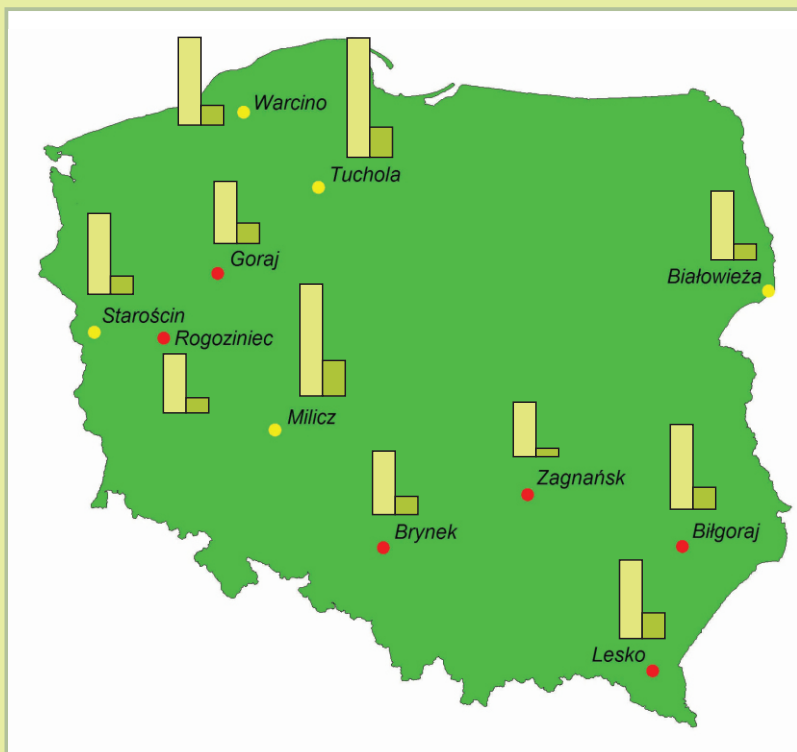 Warcino
Tuchola
Goraj
Białowieża
Starościn
Rogoziniec
Milicz
Zagnańsk
Brynek
Biłgoraj
Lesko